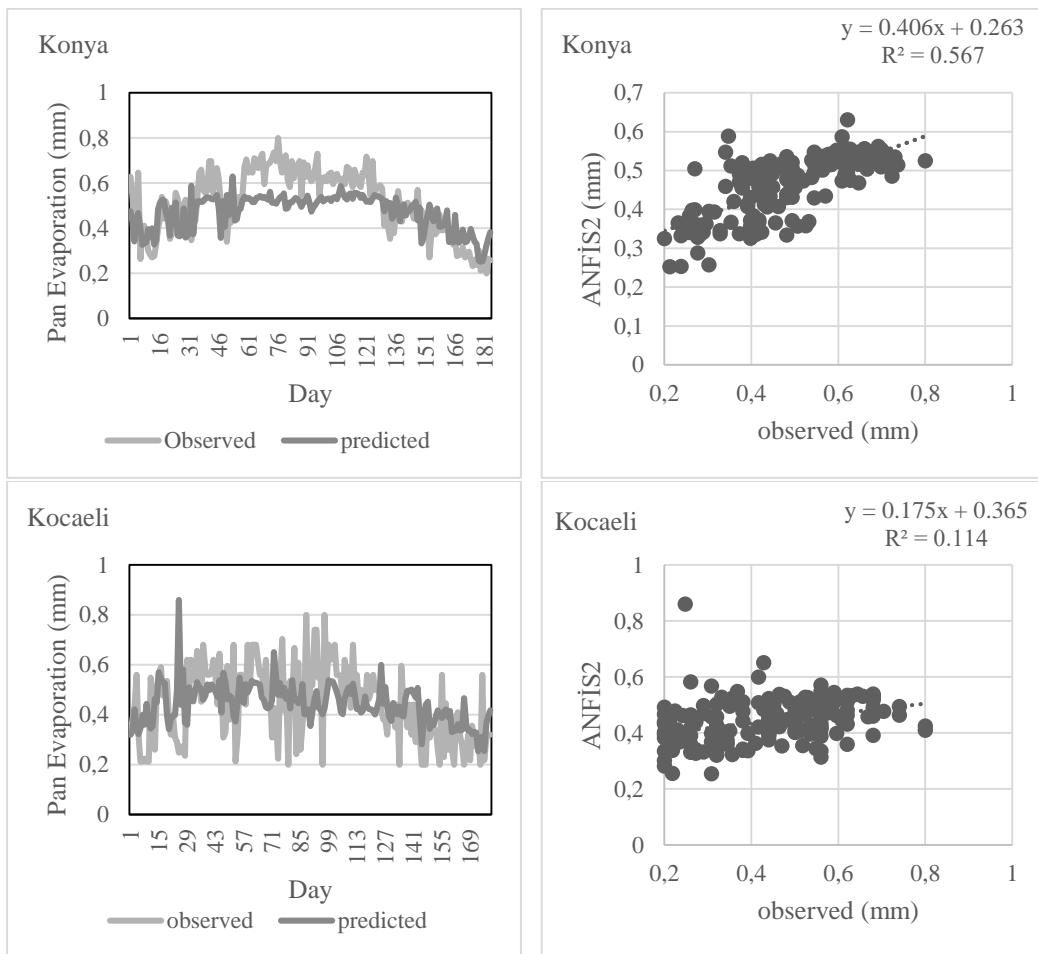 Konya
Pan Evaporation (mm)
1
0.8
0.6
0.4
0.2
0
1 16 31 46 61 76 91 106 121 136 151 166 181
Day
Observed predicted
Konya
y = 0.406x + 0.263
R² = 0.567
ANFİS2 (mm)
0,7
0,6
0,5
0,4
0,3
0,2
0,1
0
0,2 0,4 0,6 0,8 1
observed (mm)
Kocaeli
Pan Evaporation (mm)
1
0.8
0.6
0.4
0.2
0
1 15 29 43 57 71 85 99 113 127 141 155 169
Day
observed predicted
Kocaeli
y = 0.175x + 0.365
R² = 0.114
ANFİS2
1
0,8
0,6
0,4
0,2
0
0,2 0,4 0,6 0,8 1
observed (mm)